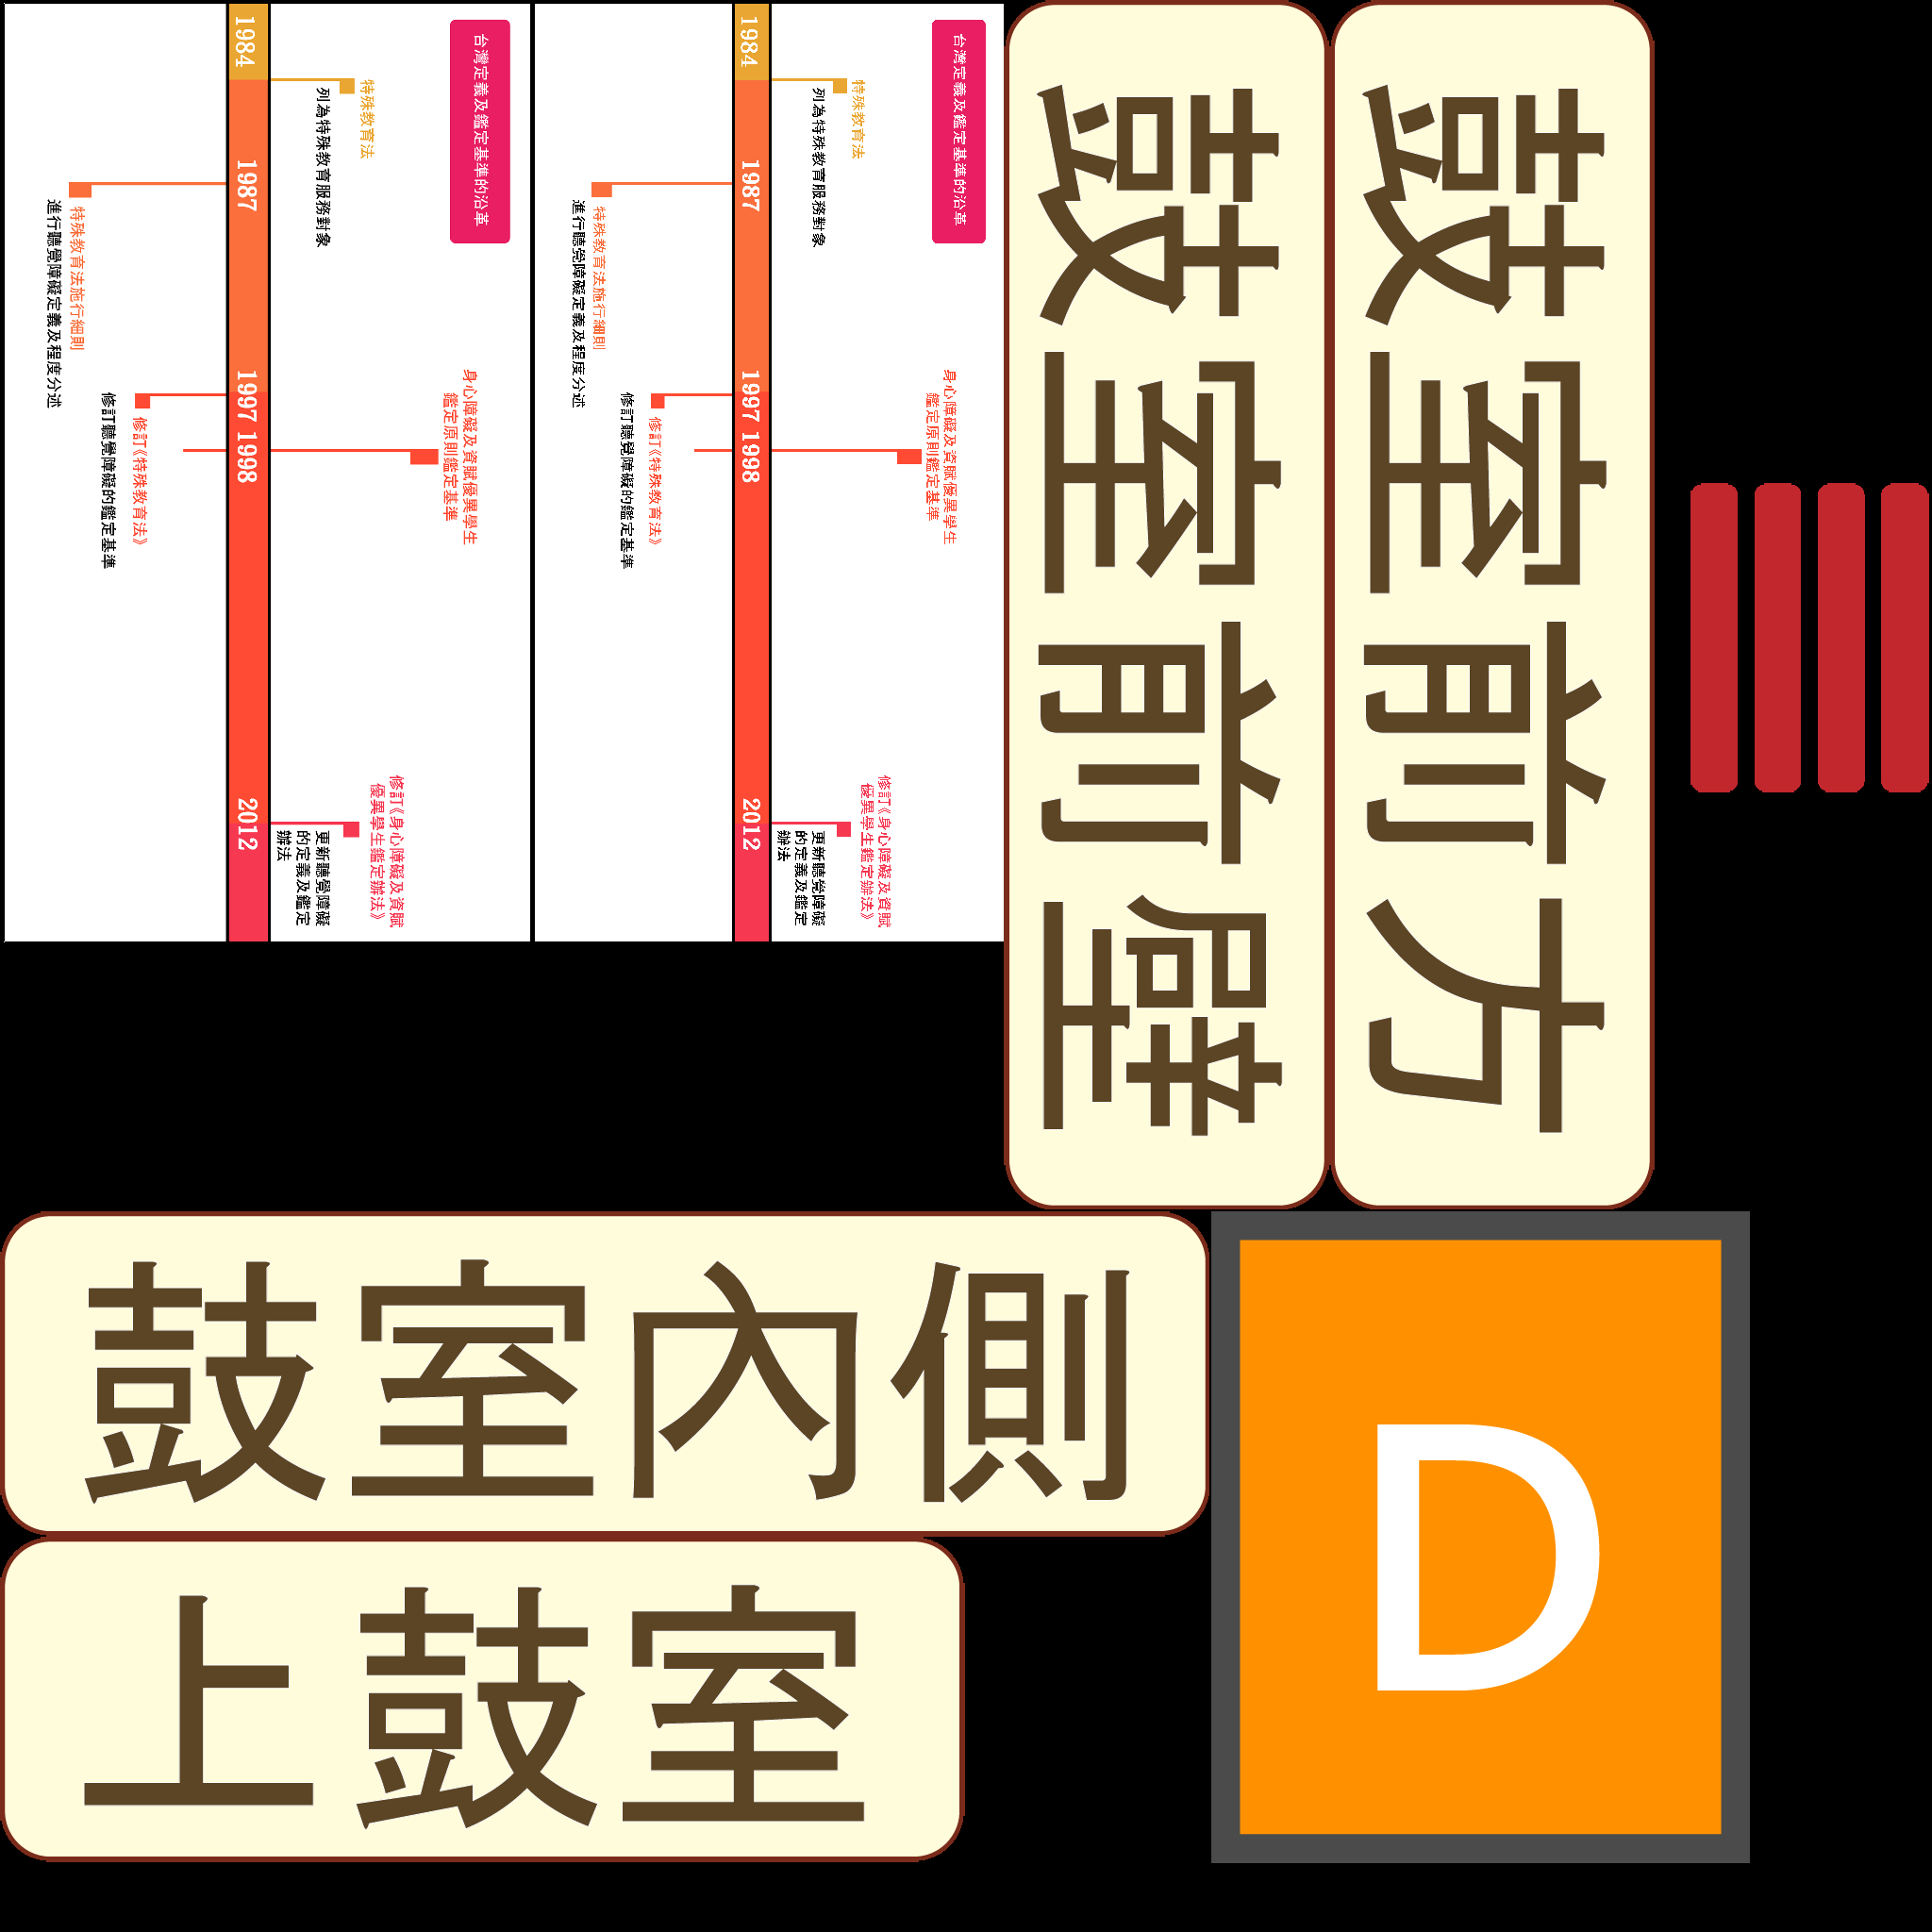 台灣定義及鑑定基準的沿革
1984
特殊教育法
列為特殊教育服務對象
1987
特殊教育法施行細則
進行聽覺障礙定義及程度分述
1997
修訂《特殊教育法》
修訂聽覺障礙的鑑定基準
1998
身心障礙及資賦優異學生
鑑定原則鑑定基準
2012
修訂《身心障礙及資賦
優異學生鑑定辦法》
更新聽覺障礙
的定義及鑑定
辦法
台灣定義及鑑定基準的沿革
1984
特殊教育法
列為特殊教育服務對象
1987
特殊教育法施行細則
進行聽覺障礙定義及程度分述
1997
修訂《特殊教育法》
修訂聽覺障礙的鑑定基準
1998
身心障礙及資賦優異學生
鑑定原則鑑定基準
2012
修訂《身心障礙及資賦
優異學生鑑定辦法》
更新聽覺障礙
的定義及鑑定
辦法
鼓室前壁
鼓室前方
鼓室內側
上鼓室
D